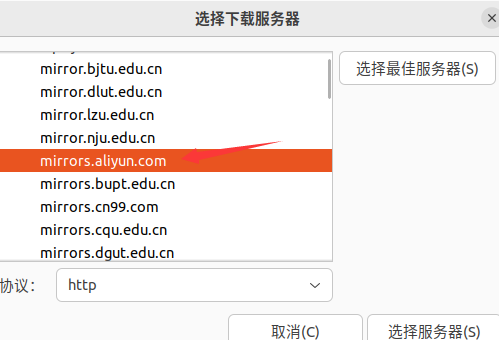 选择下载服务器
mirror.bjtu.edu.cn
选择最佳服务器(S)
mirror.dlut.edu.cn
mirror.lzu.edu.cn
mirror.nju.edu.cn
mirrors.aliyun.com
mirrors.bupt.edu.cn
mirrors.cn99.com
mirrors.cqu.edu.cn
mirrors.dgut.edu.cn
协议：
http
取消(C)
选择服务器(S)